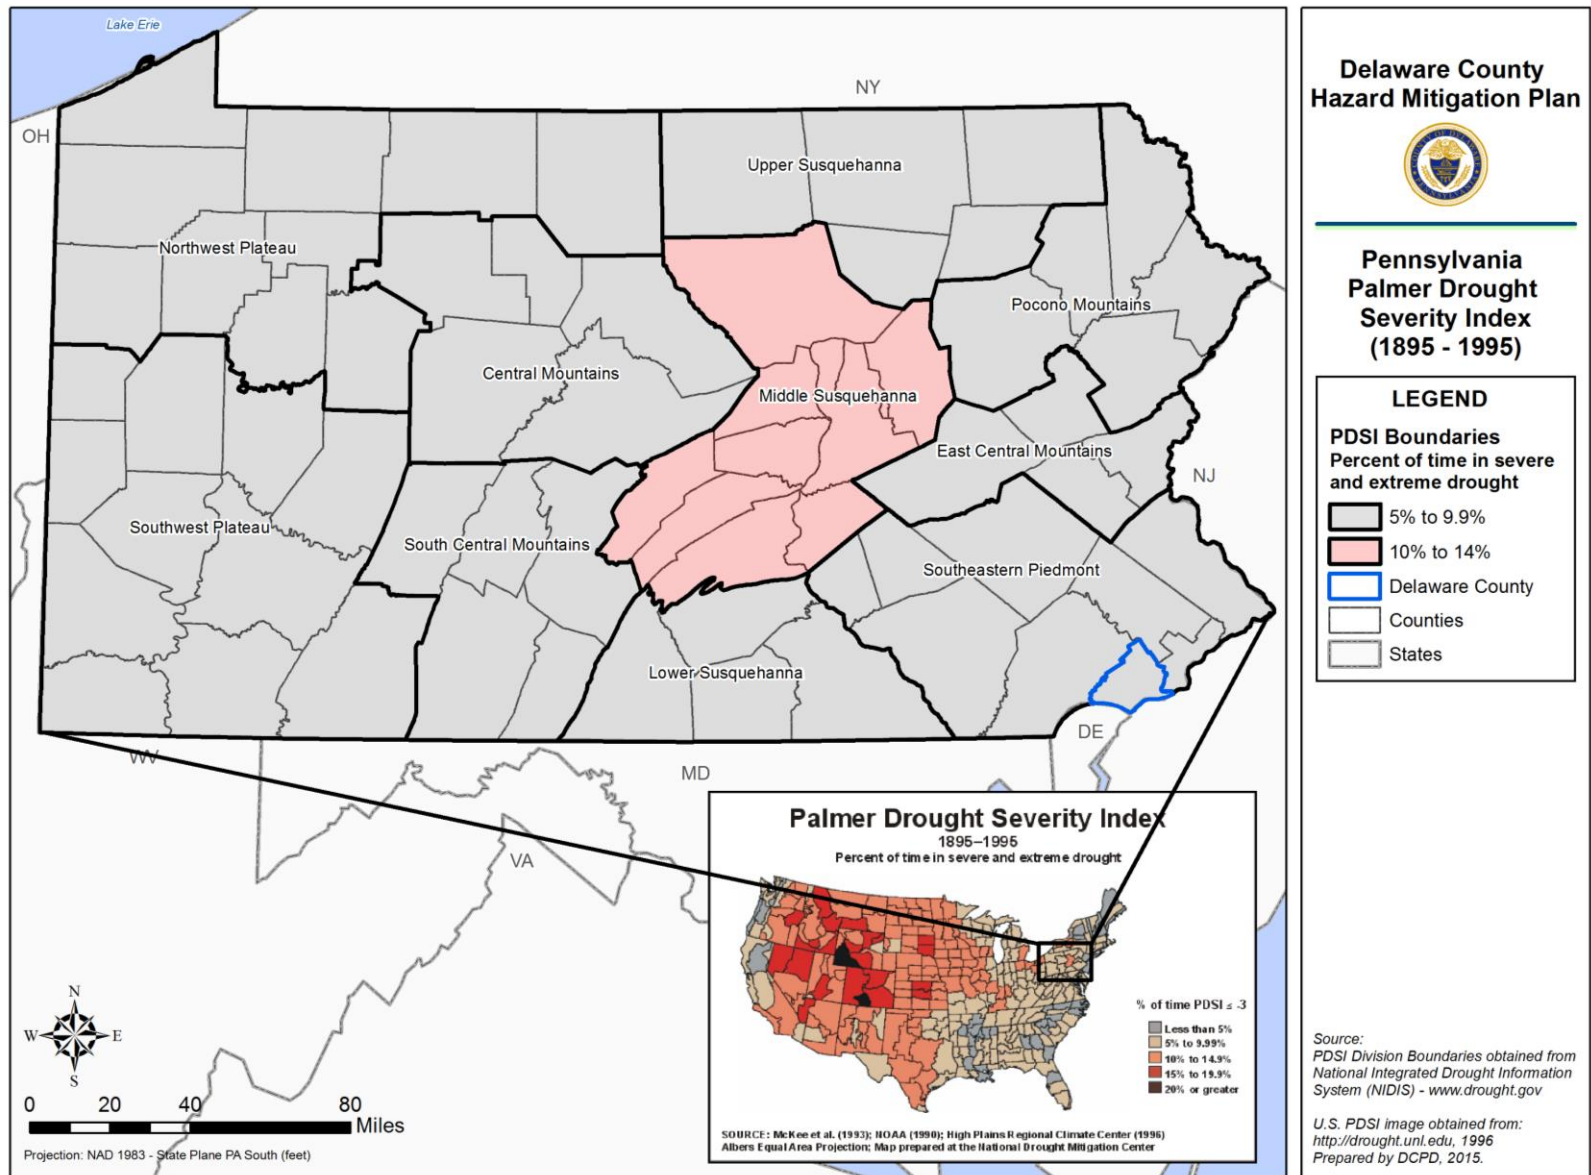 Lake Erie
OH
NY
Upper Susquehanna
Northwest Plateau
Pocono Mountains
Central Mountains
Middle Susquehanna
East Central Mountains
NJ
Southwest Plateau
South Central Mountains
Southeastern Piedmont
Lower Susquehanna
DE
WV
MD
VA
N
W
E
S
0 20 40 80
Miles
Projection: NAD 1983 - State Plane PA South (feet)
Palmer Drought Severity Index
1895–1995
Percent of time in severe and extreme drought
% of time PDSI ≤ -3
Less than 5%
5% to 9.99%
10% to 14.9%
15% to 19.9%
20% or greater
SOURCE: McKee et al. (1993); NOAA (1990); High Plains Regional Climate Center (1996)
Albers Equal Area Projection; Map prepared at the National Drought Mitigation Center
Delaware County
Hazard Mitigation Plan
Pennsylvania
Palmer Drought
Severity Index
(1895 - 1995)
LEGEND
PDSI Boundaries
Percent of time in severe
and extreme drought
5% to 9.9%
10% to 14%
Delaware County
Counties
States
Source:
PDSI Division Boundaries obtained from
National Integrated Drought Information
System (NIDIS) - www.drought.gov
U.S. PDSI image obtained from:
http://drought.unl.edu, 1996
Prepared by DCPD, 2015.